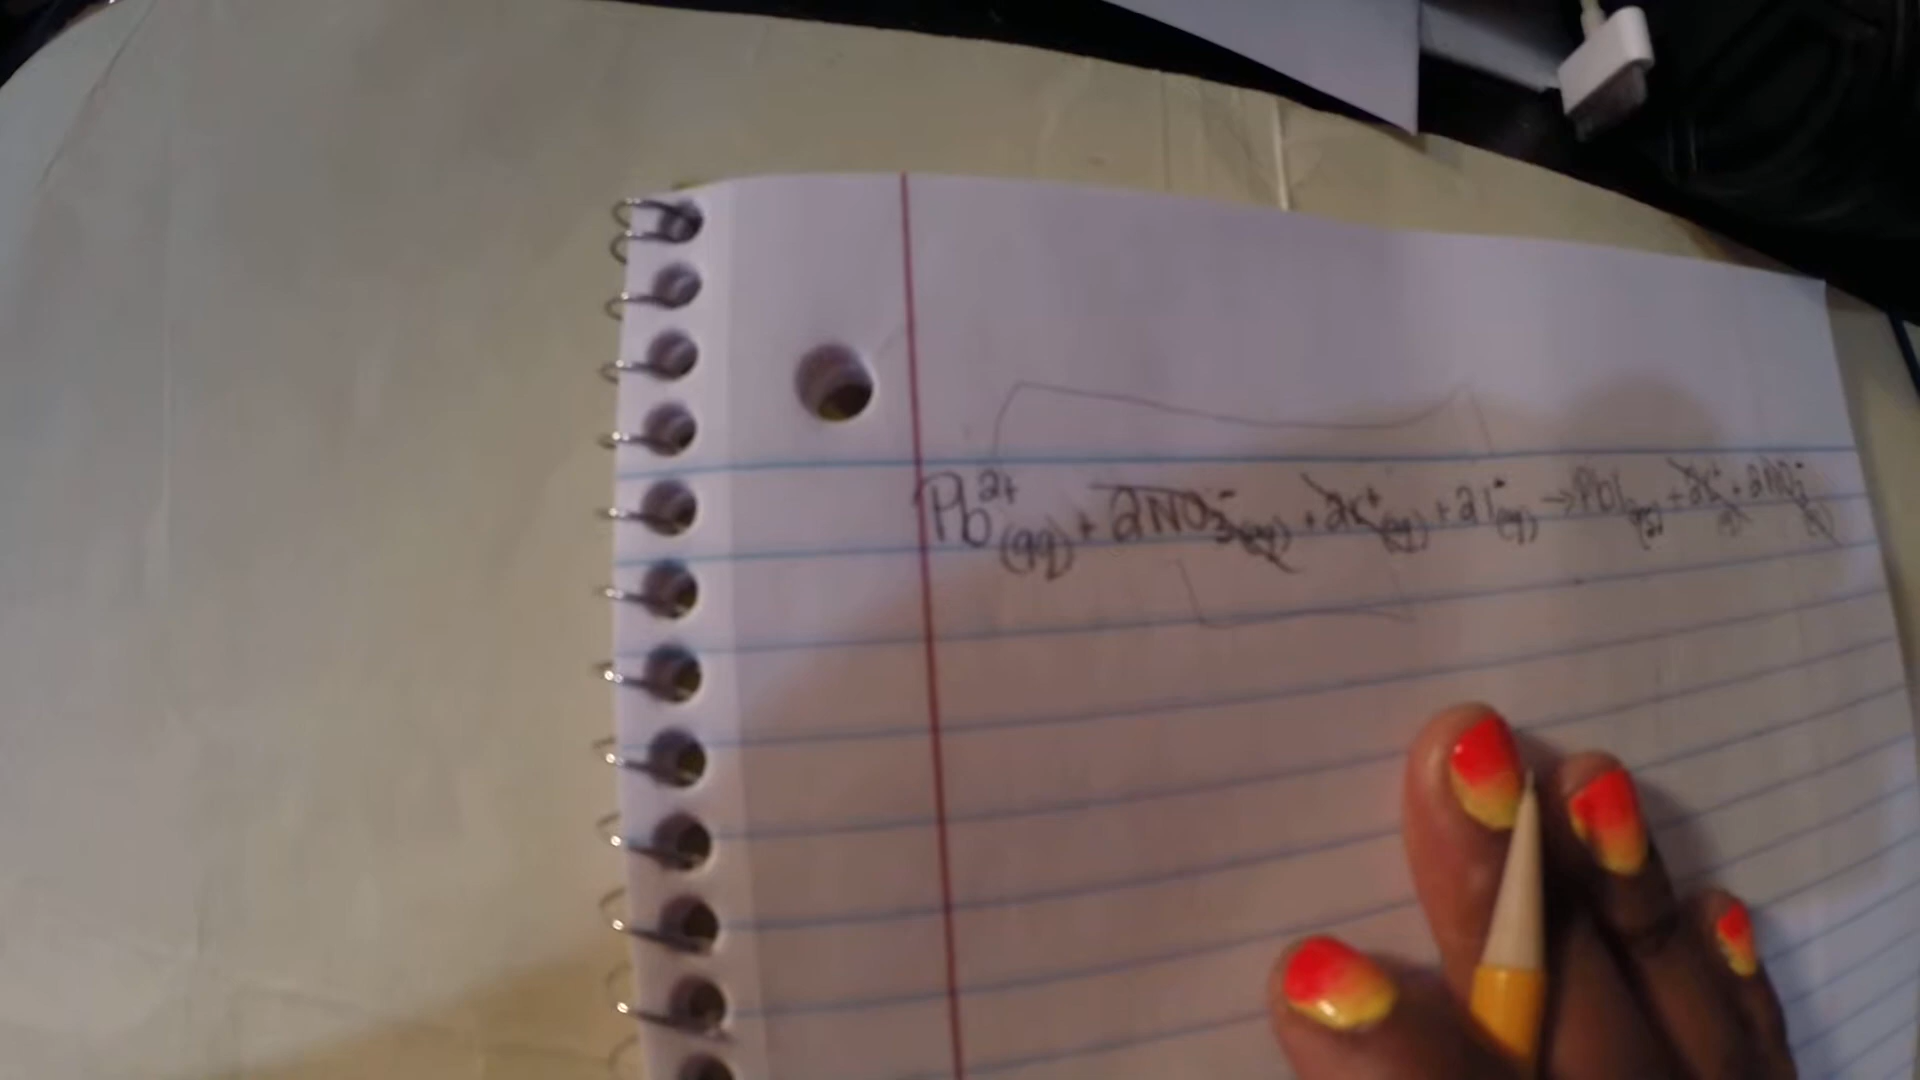 Pb²⁺(aq) + 2NO₃⁻(aq) + 2K⁺(aq) + 2I⁻(aq) → PbI₂(s) + 2K⁺ + 2NO₃⁻